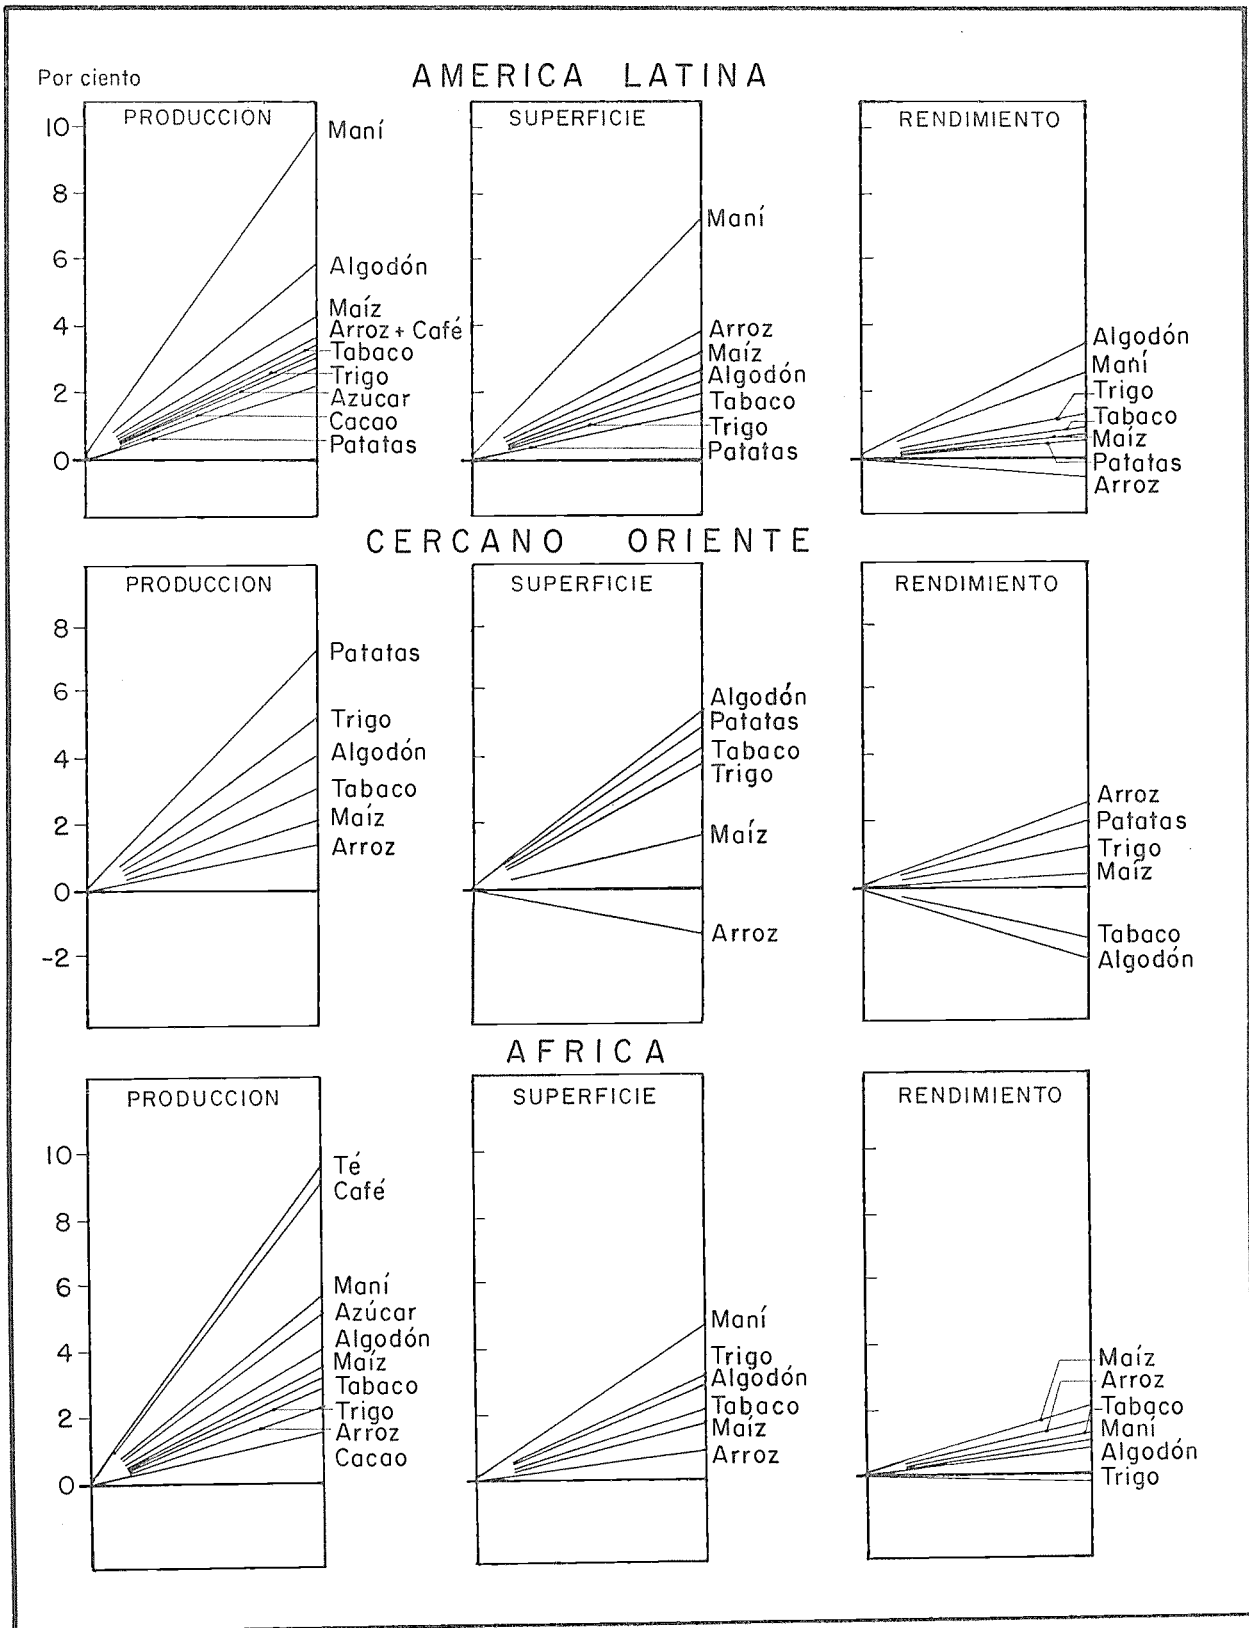 Por ciento
AMERICA LATINA
PRODUCCION
10
8
6
4
2
0
Maní
Algodón
Maíz
Arroz + Café
Tabaco
Trigo
Azúcar
Cacao
Patatas
SUPERFICIE
Maní
Arroz
Maíz
Algodón
Tabaco
Trigo
Patatas
RENDIMIENTO
Algodón
Maní
Trigo
Tabaco
Maíz
Patatas
Arroz
CERCANO ORIENTE
PRODUCCION
8
6
4
2
0
-2
Patatas
Trigo
Algodón
Tabaco
Maíz
Arroz
SUPERFICIE
Algodón
Patatas
Tabaco
Trigo
Maíz
Arroz
RENDIMIENTO
Arroz
Patatas
Trigo
Maíz
Tabaco
Algodón
AFRICA
PRODUCCION
10
8
6
4
2
0
Té
Café
Maní
Azúcar
Algodón
Maíz
Tabaco
Trigo
Arroz
Cacao
SUPERFICIE
Maní
Trigo
Algodón
Tabaco
Maíz
Arroz
RENDIMIENTO
Maíz
Arroz
Tabaco
Maní
Algodón
Trigo